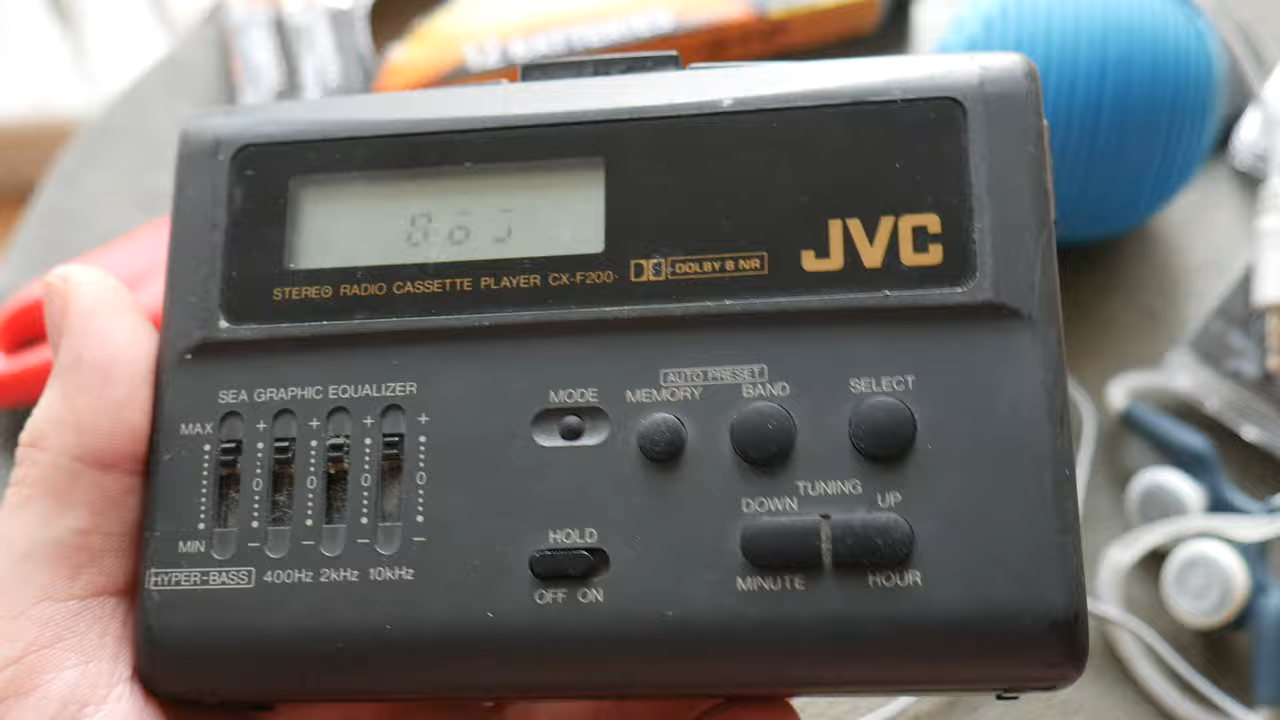 JVC
STEREO RADIO CASSETTE PLAYER CX-F200
DOLBY B NR
SEA GRAPHIC EQUALIZER
MAX + + + +
0 0 0 0
MIN – – – –
HYPER-BASS 400Hz 2kHz 10kHz
MODE
AUTO PRESET
MEMORY BAND
SELECT
HOLD
OFF ON
TUNING
DOWN UP
MINUTE HOUR